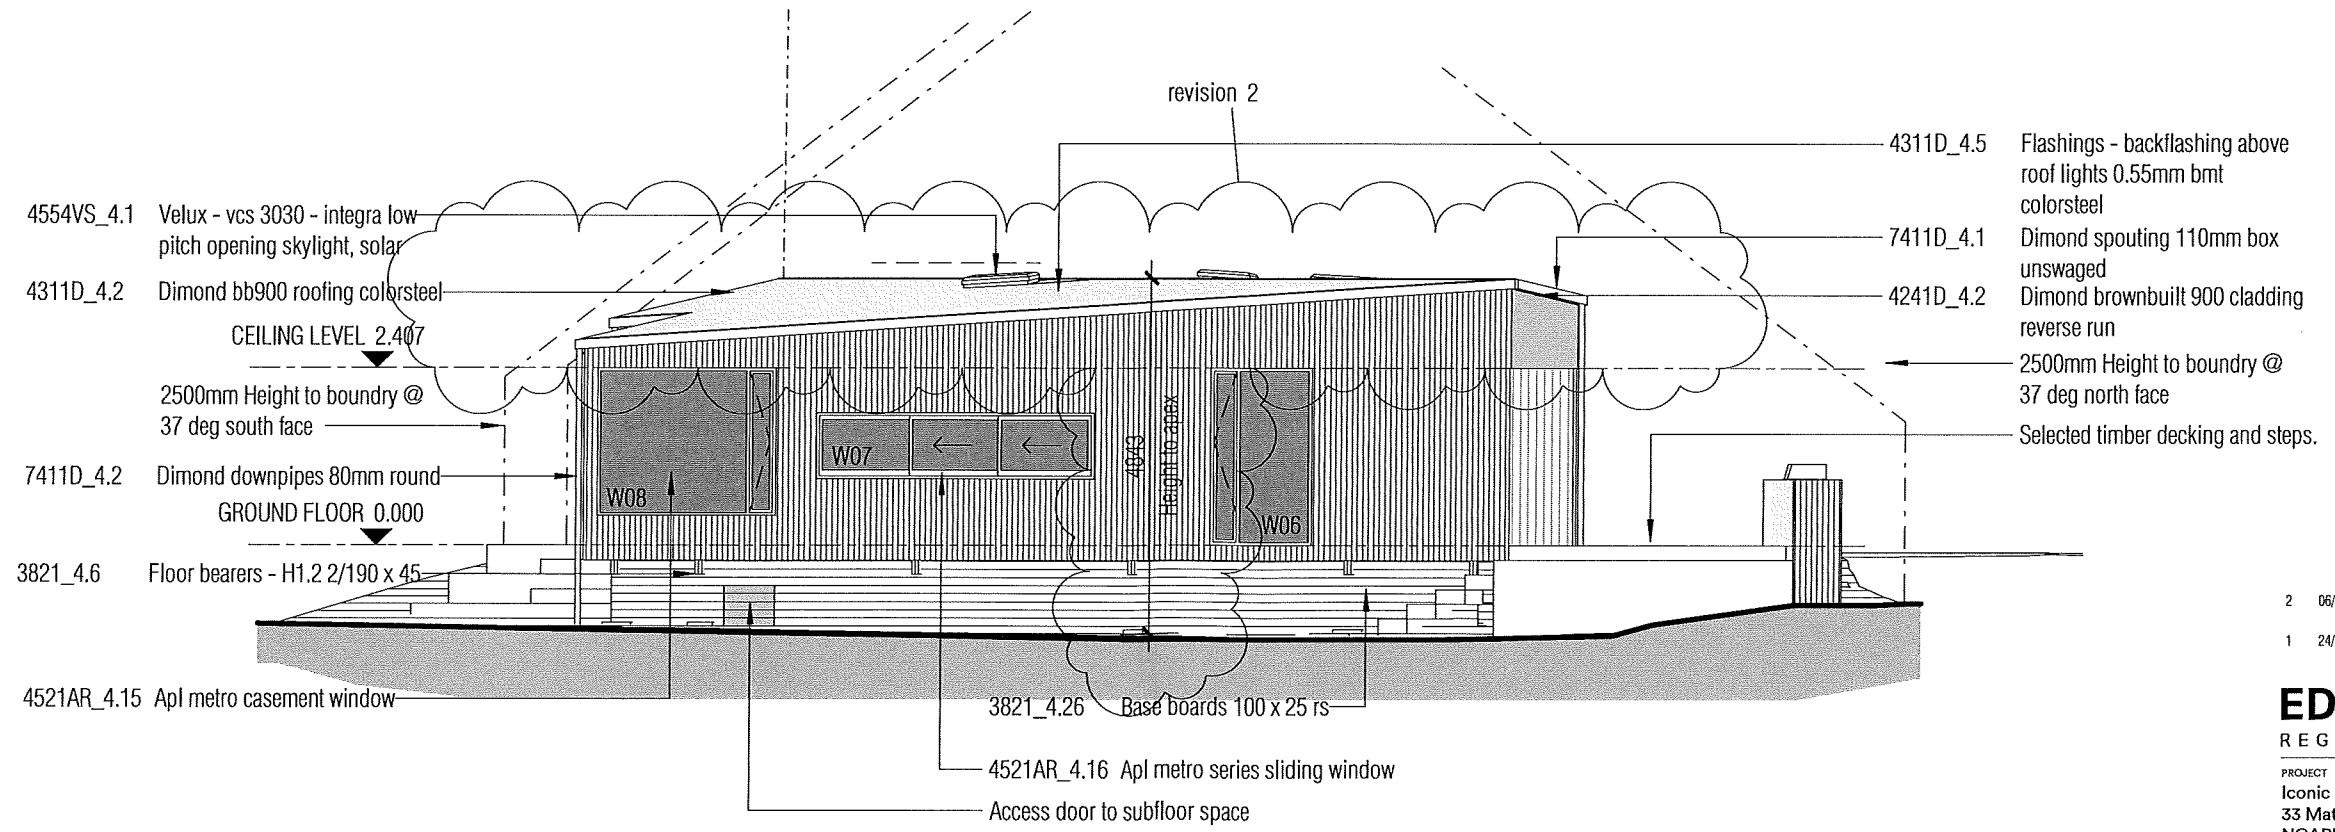 revision 2
4554VS_4.1 Velux - vcs 3030 - integra low
pitch opening skylight, solar
4311D_4.2 Dimond bb900 roofing colorsteel
CEILING LEVEL 2.407
2500mm Height to boundry @
37 deg south face
7411D_4.2 Dimond downpipes 80mm round
GROUND FLOOR 0.000
3821_4.6 Floor bearers - H1.2 2/190 x 45
4521AR_4.15 Apl metro casement window
W08
W07
4843
Height to apex
W06
3821_4.26 Base boards 100 x 25 rs
4521AR_4.16 Apl metro series sliding window
Access door to subfloor space
4311D_4.5 Flashings - backflashing above
roof lights 0.55mm bmt
colorsteel
7411D_4.1 Dimond spouting 110mm box
unswaged
4241D_4.2 Dimond brownbuilt 900 cladding
reverse run
2500mm Height to boundry @
37 deg north face
Selected timber decking and steps.
2 06/
1 24/
ED
REG
PROJECT
Iconic
33 Mat